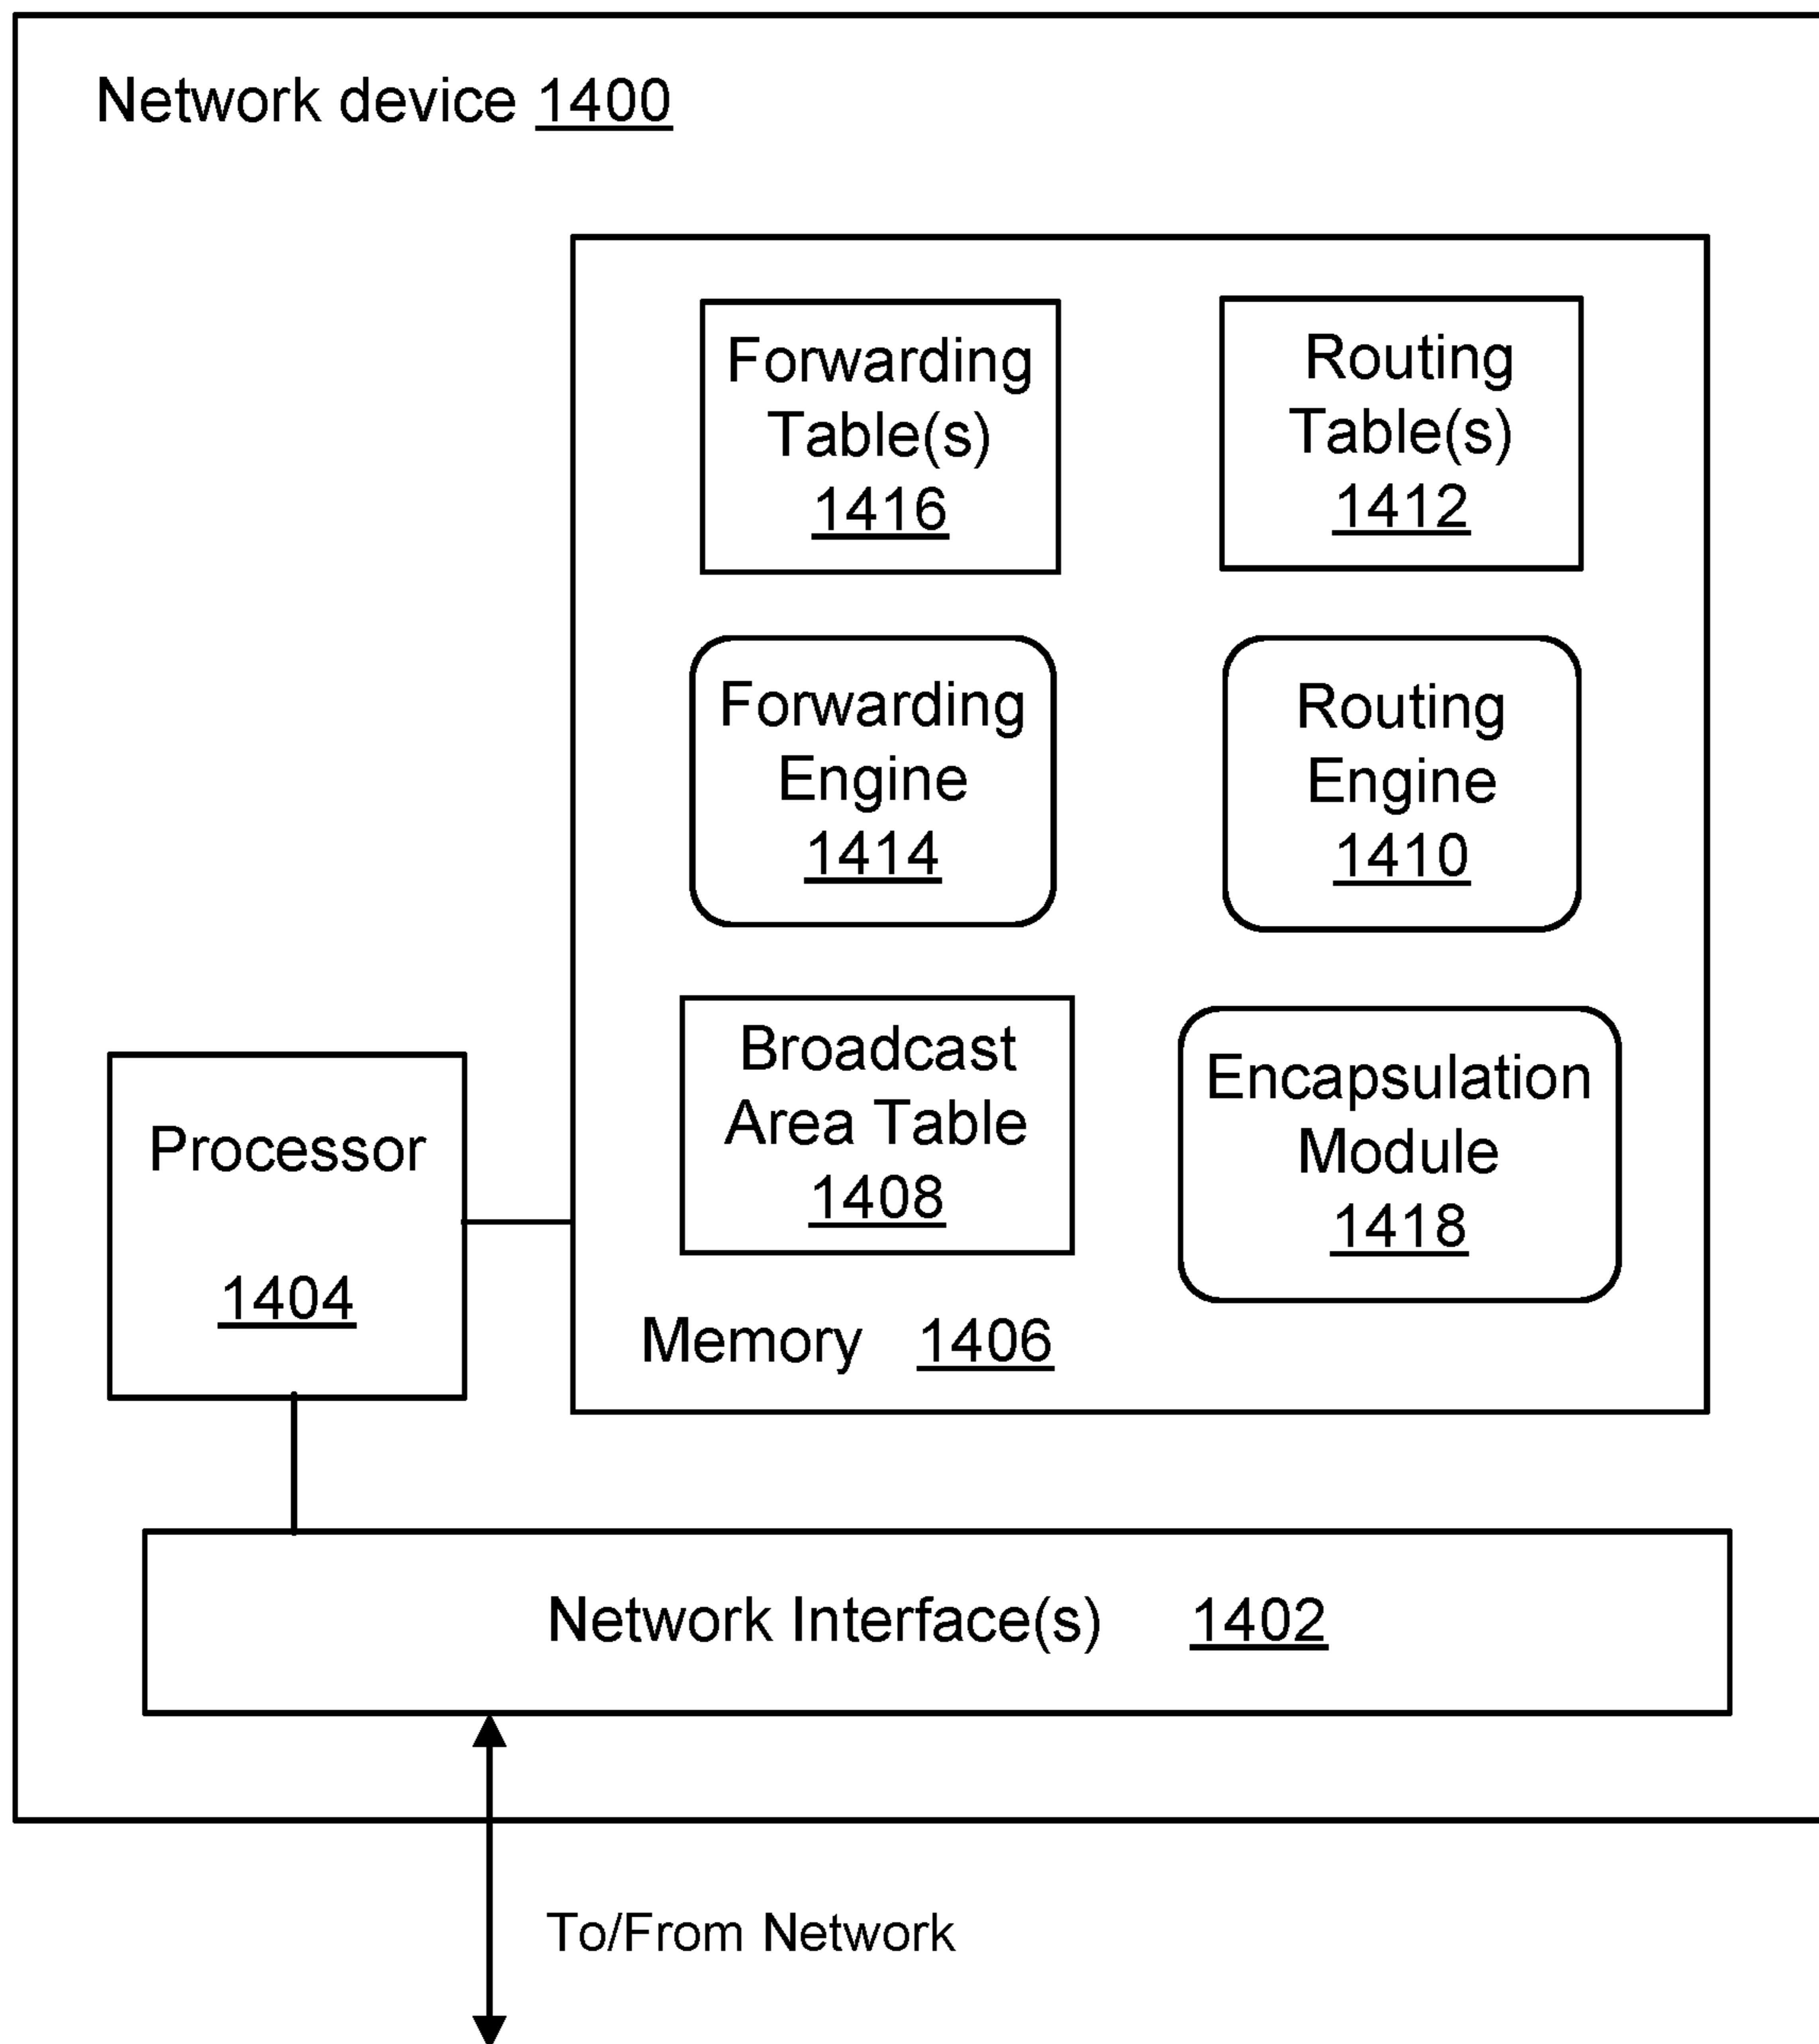 Network device 1400
Forwarding
Table(s)
1416
Routing
Table(s)
1412
Forwarding
Engine
1414
Routing
Engine
1410
Broadcast
Area Table
1408
Encapsulation
Module
1418
Memory 1406
Processor
1404
Network Interface(s) 1402
To/From Network